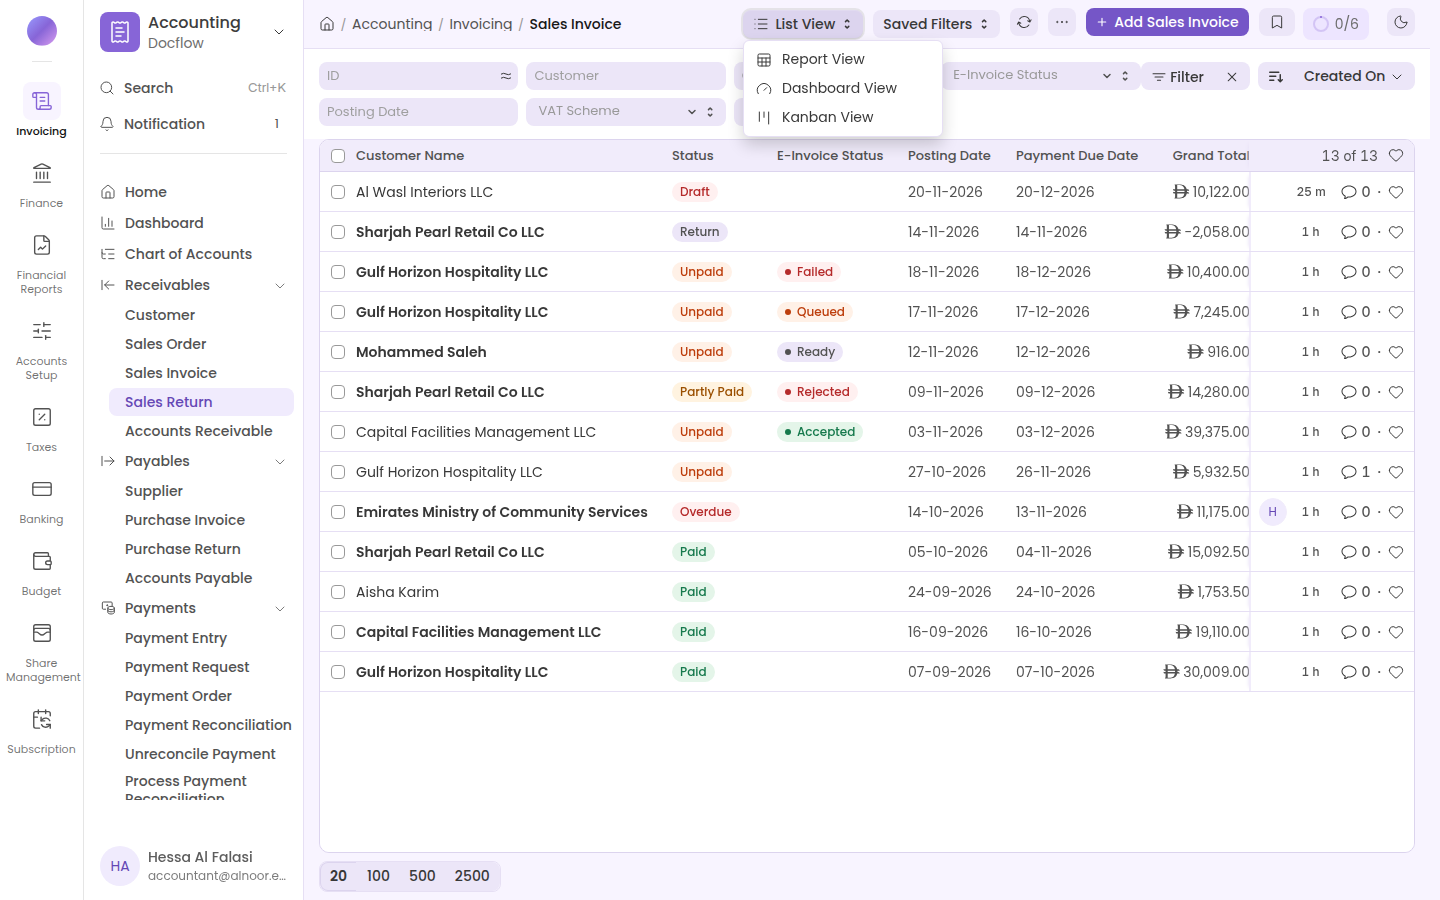 Accounting
Docflow
Search
Ctrl+K
Notification
1
Invoicing
Finance
Financial
Reports
Accounts
Setup
Taxes
Banking
Budget
Share
Management
Subscription
Home
Dashboard
Chart of Accounts
Receivables
Customer
Sales Order
Sales Invoice
Sales Return
Accounts Receivable
Payables
Supplier
Purchase Invoice
Purchase Return
Accounts Payable
Payments
Payment Entry
Payment Request
Payment Order
Payment Reconciliation
Unreconcile Payment
Process Payment
Reconciliation
HA
Hessa Al Falasi
accountant@alnoor.e...
/ Accounting / Invoicing / Sales Invoice
List View
Saved Filters
+ Add Sales Invoice
0/6
Report View
Dashboard View
Kanban View
ID
≈
Customer
E-Invoice Status
Filter
Created On
Posting Date
VAT Scheme
Customer Name Status E-Invoice Status Posting Date Payment Due Date Grand Total 13 of 13
Al Wasl Interiors LLC Draft 20-11-2026 20-12-2026 10,122.00 25 m 0 ·
Sharjah Pearl Retail Co LLC Return 14-11-2026 14-11-2026 -2,058.00 1 h 0 ·
Gulf Horizon Hospitality LLC Unpaid Failed 18-11-2026 18-12-2026 10,400.00 1 h 0 ·
Gulf Horizon Hospitality LLC Unpaid Queued 17-11-2026 17-12-2026 7,245.00 1 h 0 ·
Mohammed Saleh Unpaid Ready 12-11-2026 12-12-2026 916.00 1 h 0 ·
Sharjah Pearl Retail Co LLC Partly Paid Rejected 09-11-2026 09-12-2026 14,280.00 1 h 0 ·
Capital Facilities Management LLC Unpaid Accepted 03-11-2026 03-12-2026 39,375.00 1 h 0 ·
Gulf Horizon Hospitality LLC Unpaid 27-10-2026 26-11-2026 5,932.50 1 h 1 ·
Emirates Ministry of Community Services Overdue 14-10-2026 13-11-2026 11,175.00 H 1 h 0 ·
Sharjah Pearl Retail Co LLC Paid 05-10-2026 04-11-2026 15,092.50 1 h 0 ·
Aisha Karim Paid 24-09-2026 24-10-2026 1,753.50 1 h 0 ·
Capital Facilities Management LLC Paid 16-09-2026 16-10-2026 19,110.00 1 h 0 ·
Gulf Horizon Hospitality LLC Paid 07-09-2026 07-10-2026 30,009.00 1 h 0 ·
20 100 500 2500